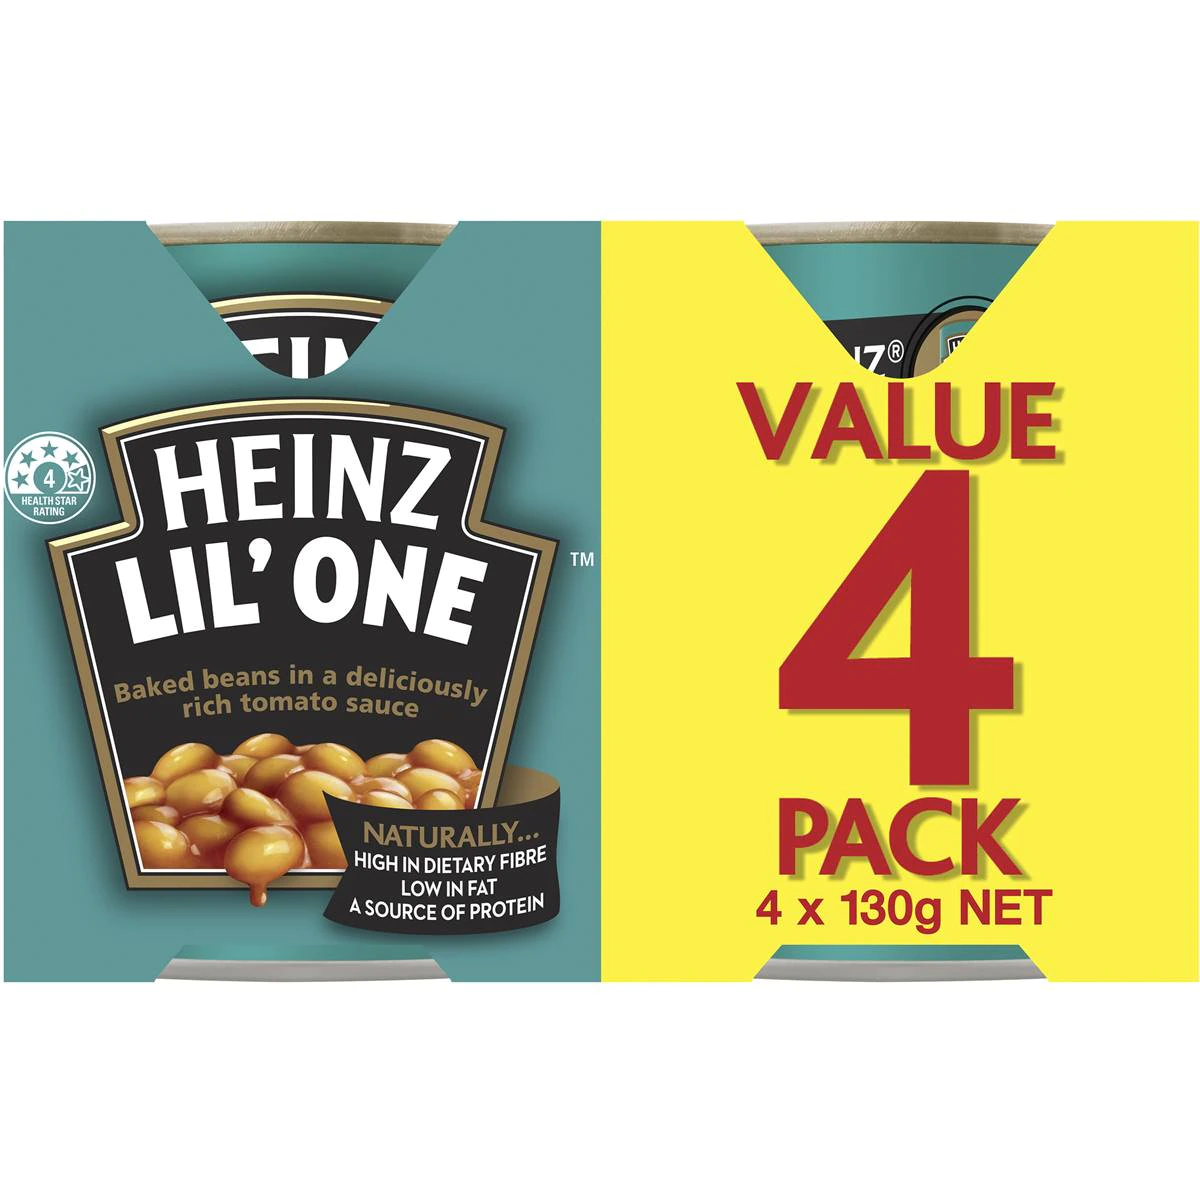 HEINZ
LIL' ONE
TM
Baked beans in a deliciously
rich tomato sauce
NATURALLY...
HIGH IN DIETARY FIBRE
LOW IN FAT
A SOURCE OF PROTEIN
4
HEALTH STAR
RATING
VALUE
4
PACK
4 x 130g NET